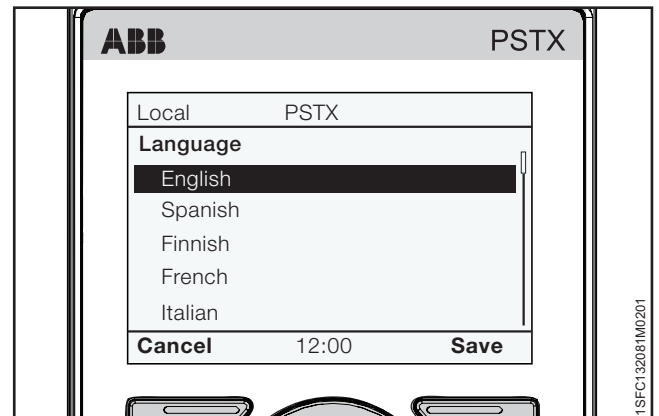 ABB PSTX
Local PSTX
Language
English
Spanish
Finnish
French
Italian
Cancel 12:00 Save
1SFC132081M0201